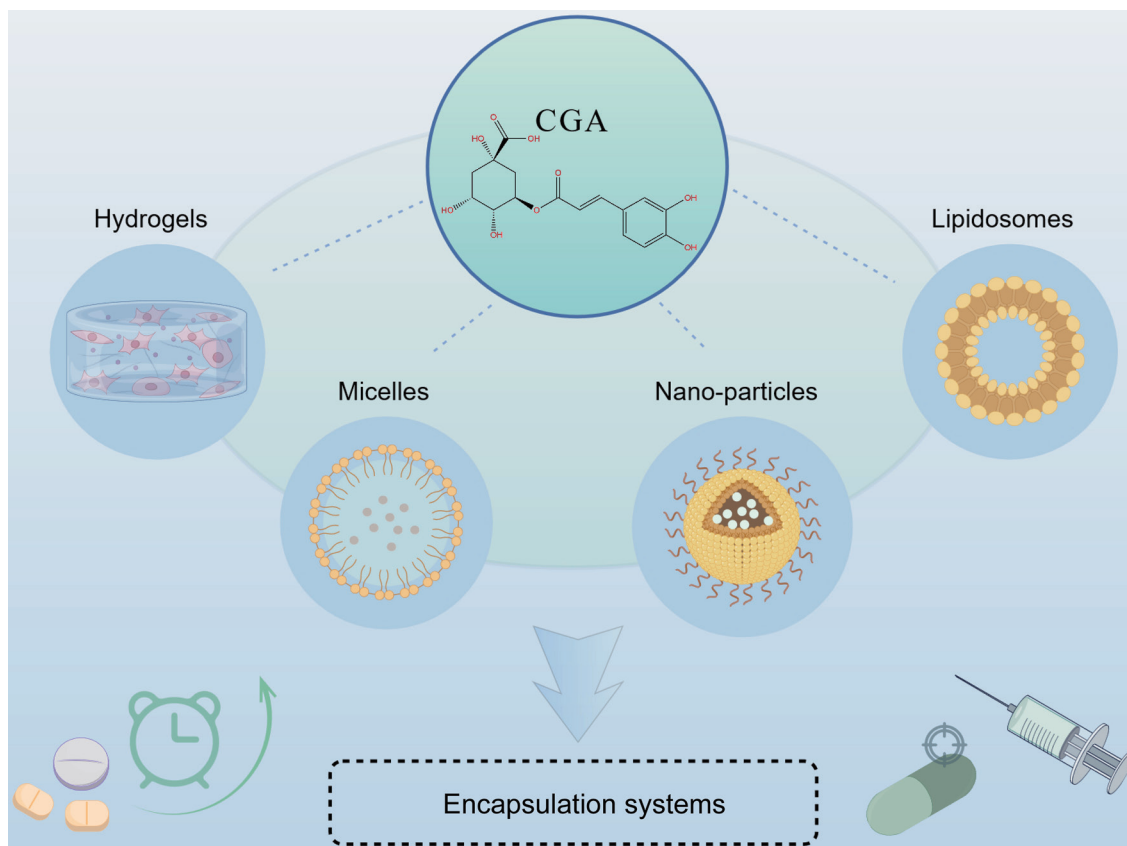 CGA
O
HO
OH
HO
OH
O
O
OH
OH
Hydrogels
Lipidosomes
Micelles
Nano-particles
Encapsulation systems